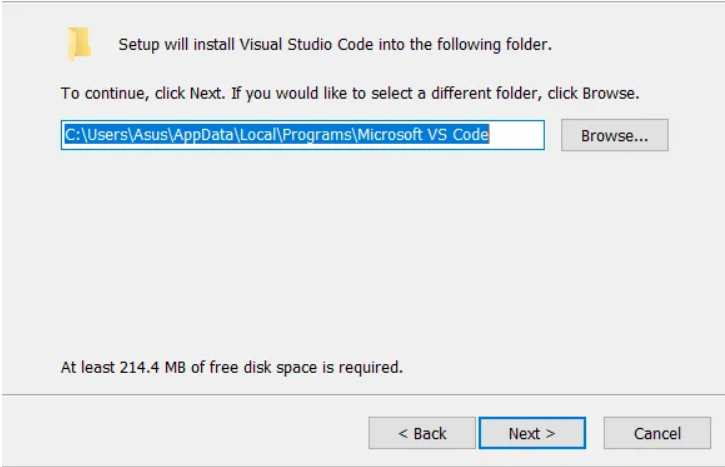 Setup will install Visual Studio Code into the following folder.
To continue, click Next. If you would like to select a different folder, click Browse.
C:\Users\Asus\AppData\Local\Programs\Microsoft VS Code
Browse...
At least 214.4 MB of free disk space is required.
< Back
Next >
Cancel